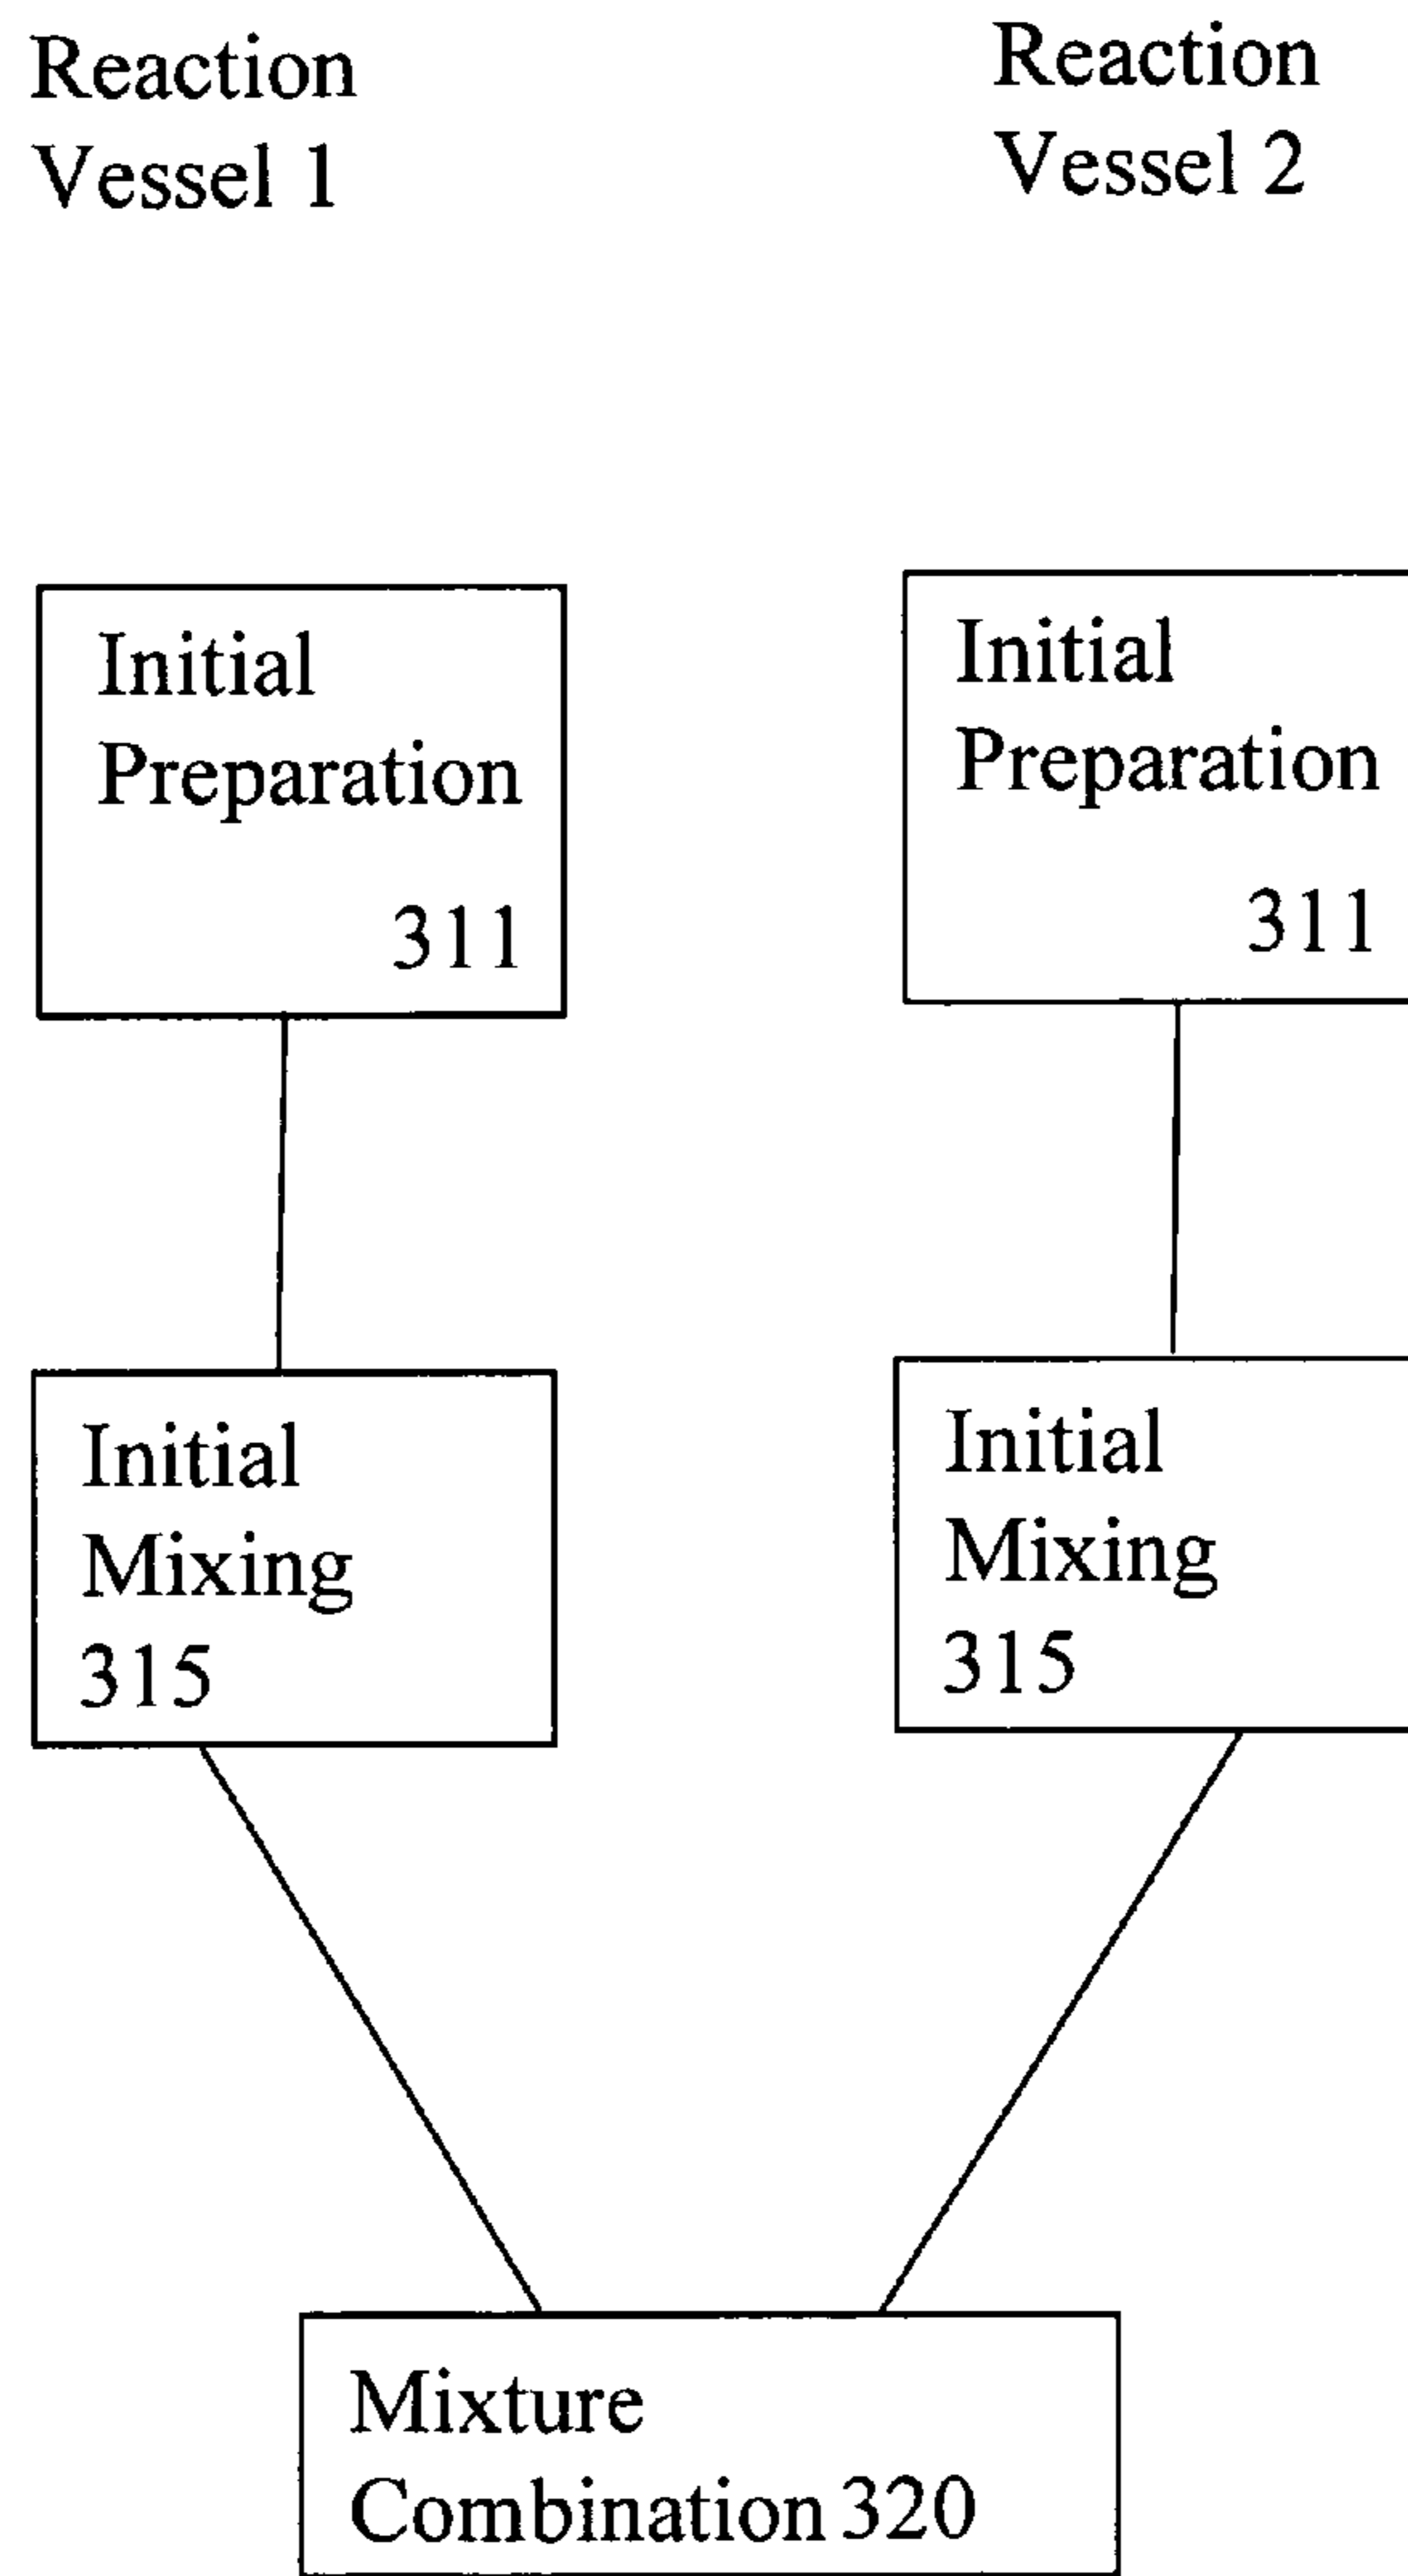 Reaction
Vessel 1
Reaction
Vessel 2
Initial
Preparation
311
Initial
Preparation
311
Initial
Mixing
315
Initial
Mixing
315
Mixture
Combination 320